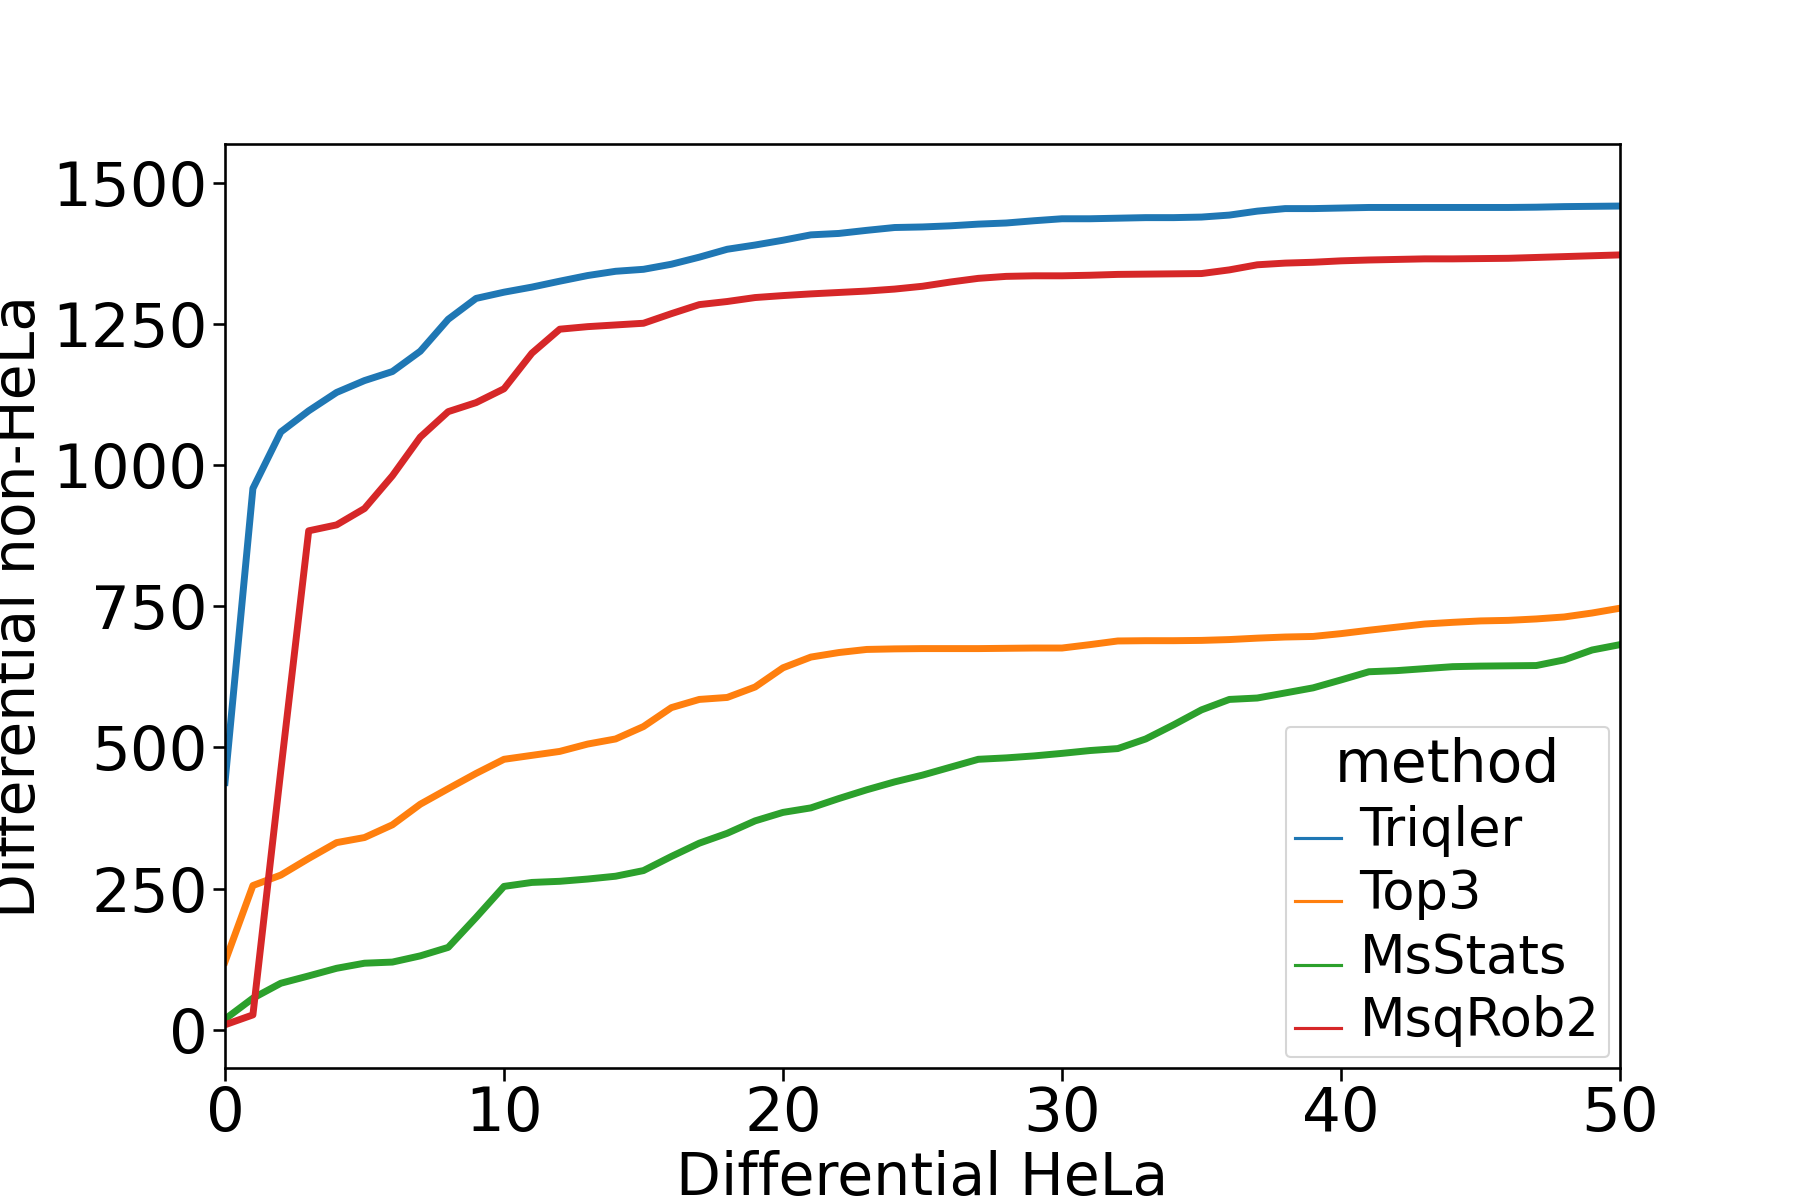 1500
1250
1000
750
500
250
0
Differential non-HeLa
0 10 20 30 40 50
Differential HeLa
method
Triqler
Top3
MsStats
MsqRob2